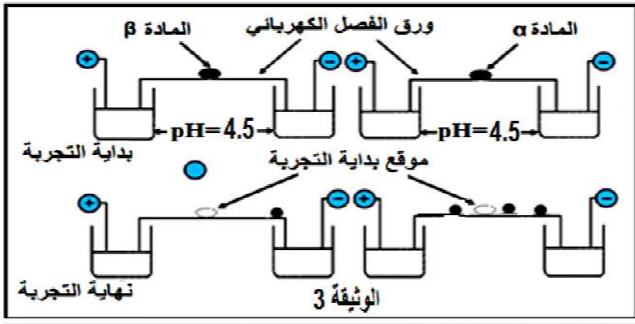 المادة α ورق الفصل الكهربائي المادة β
+ − + −
pH=4.5 pH=4.5
بداية التجربة
موقع بداية التجربة
+ − + −
نهاية التجربة
الوثيقة 3